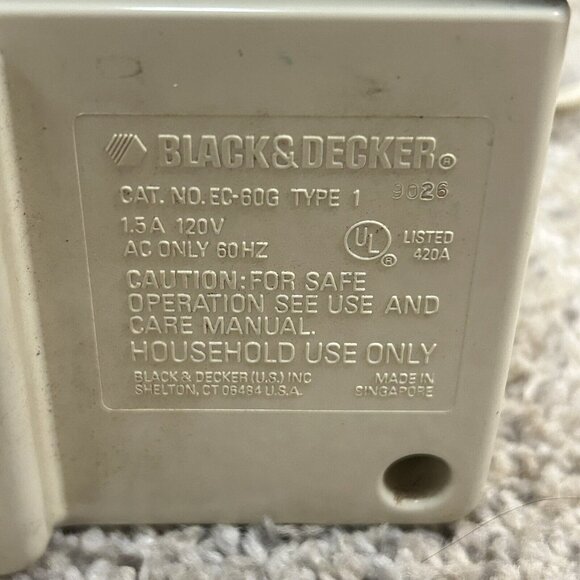 BLACK&DECKER®
CAT. NO. EC-60G TYPE 1 9026
1.5A 120V
AC ONLY 60HZ
UL® LISTED 420A
CAUTION: FOR SAFE
OPERATION SEE USE AND
CARE MANUAL.
HOUSEHOLD USE ONLY
BLACK & DECKER (U.S.) INC
SHELTON, CT 06484 U.S.A.
MADE IN
SINGAPORE